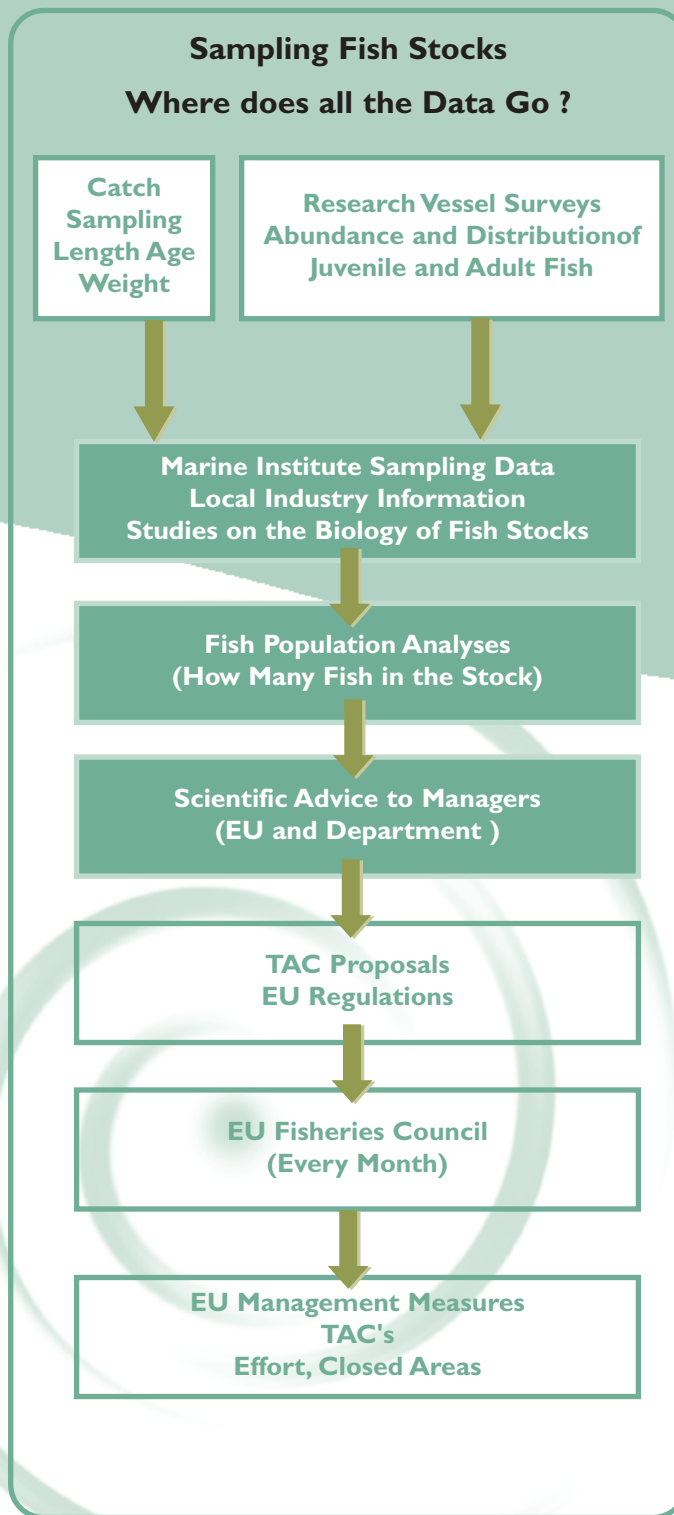 Sampling Fish Stocks
Where does all the Data Go ?
Catch
Sampling
Length Age
Weight
Research Vessel Surveys
Abundance and Distributionof
Juvenile and Adult Fish
Marine Institute Sampling Data
Local Industry Information
Studies on the Biology of Fish Stocks
Fish Population Analyses
(How Many Fish in the Stock)
Scientific Advice to Managers
(EU and Department )
TAC Proposals
EU Regulations
EU Fisheries Council
(Every Month)
EU Management Measures
TAC's
Effort, Closed Areas